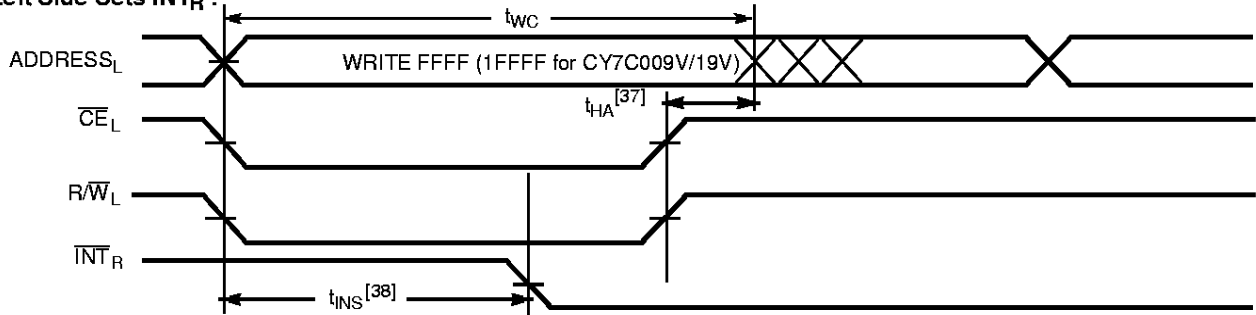 Left Side Sets INTR :
tWC
ADDRESSL
WRITE FFFF (1FFFF for CY7C009V/19V)
tHA[37]
CEL
R/WL
INTR
tINS[38]